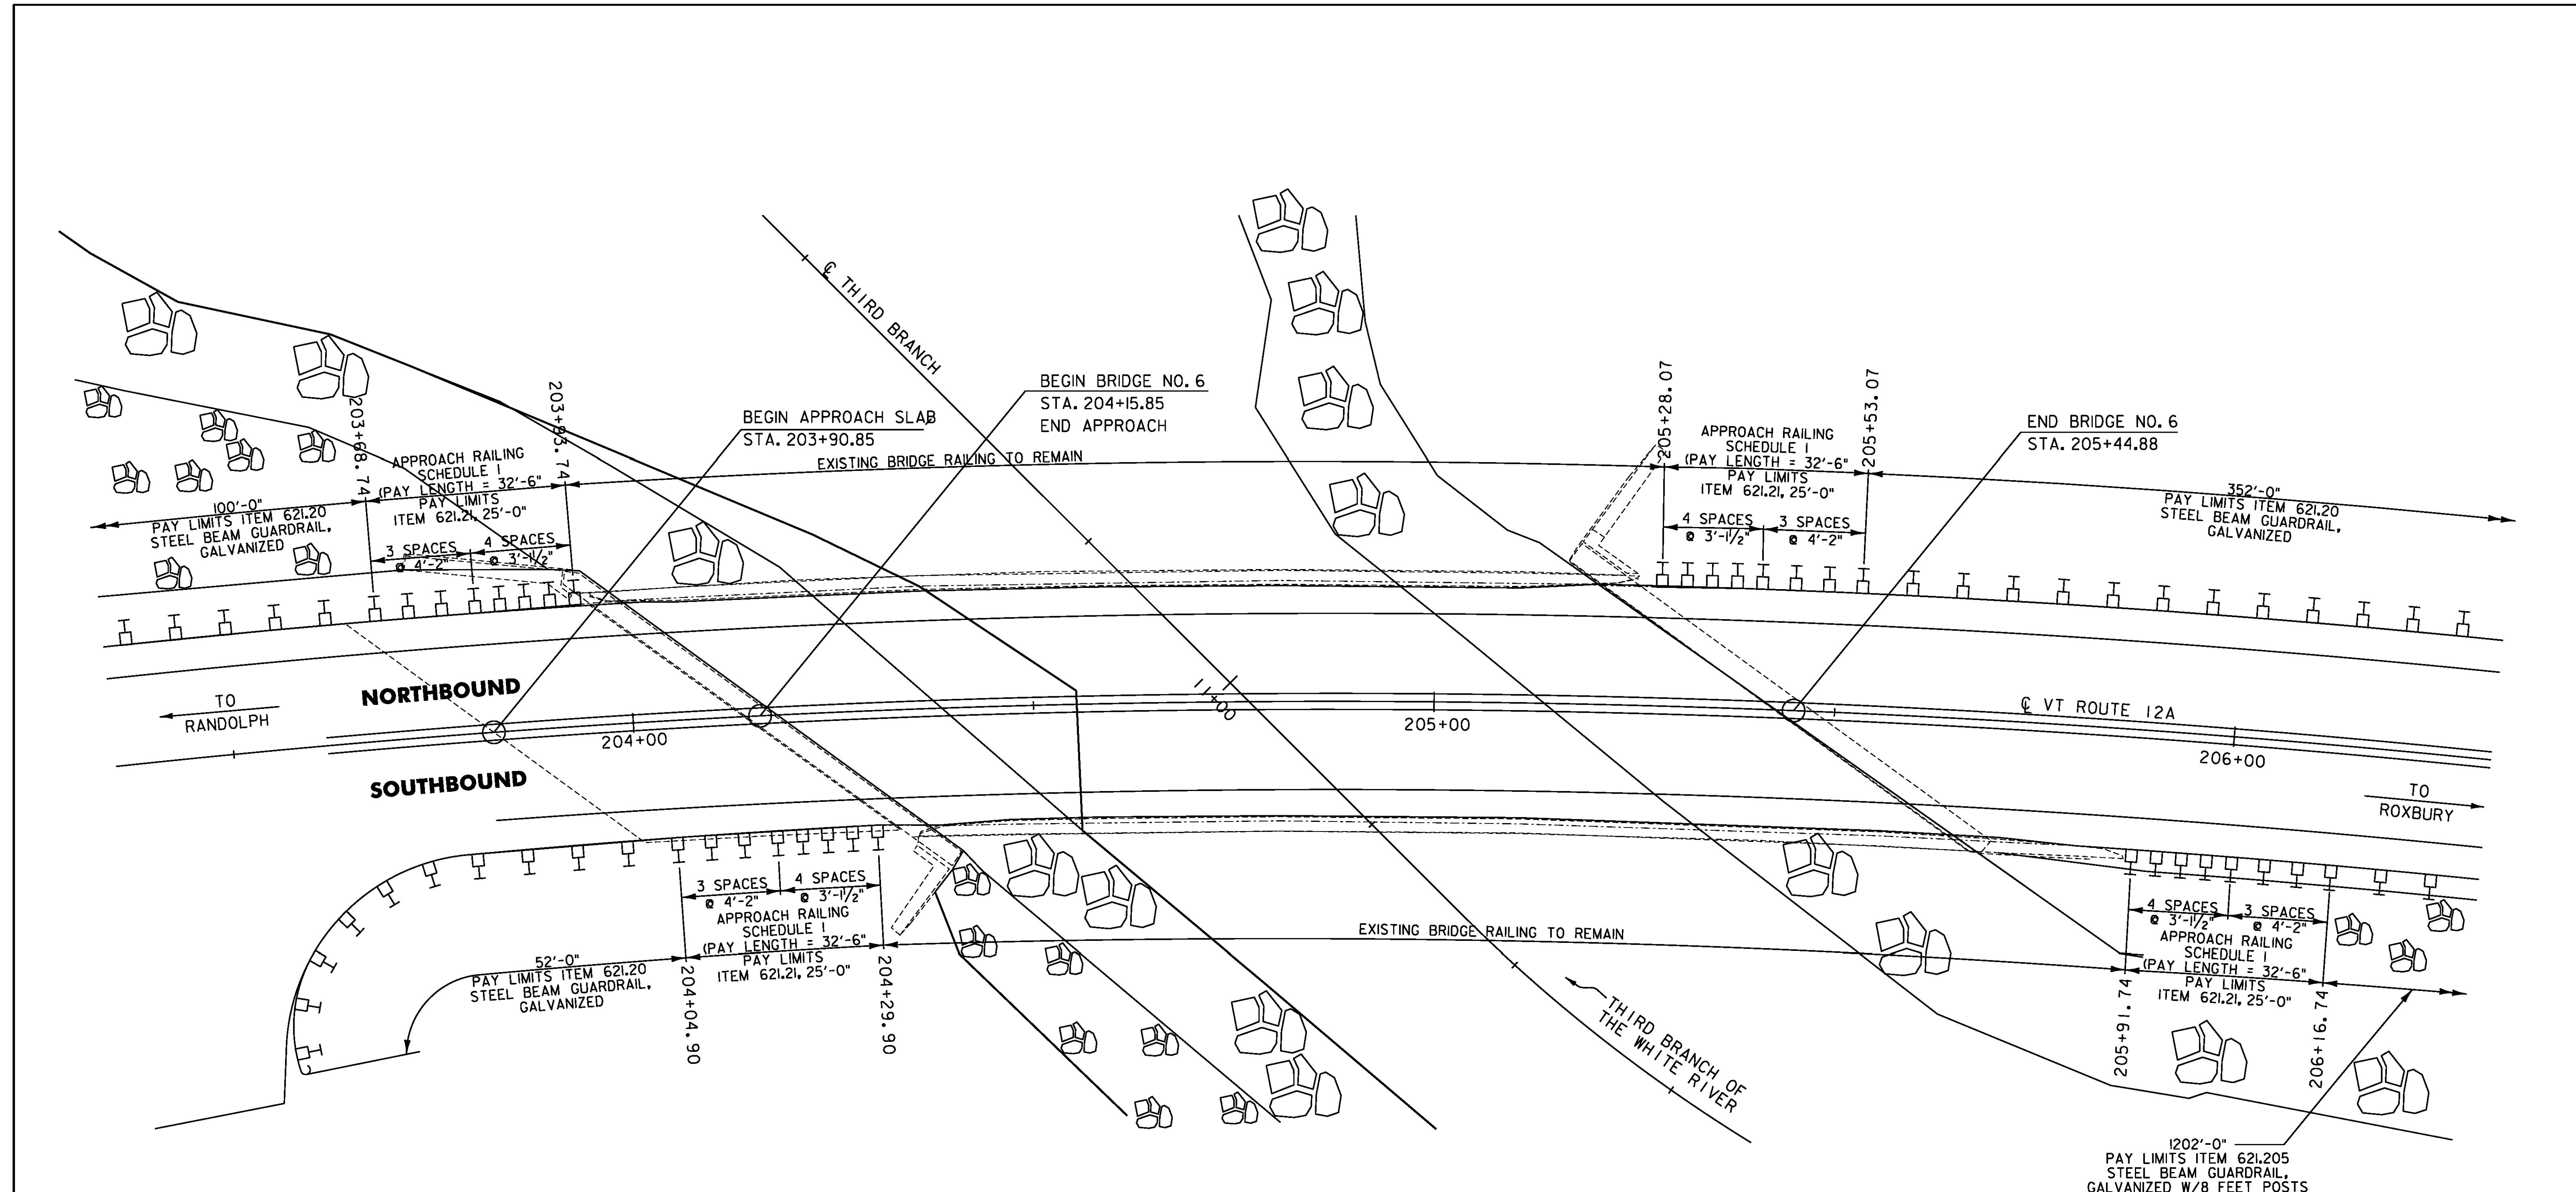 ℄ THIRD BRANCH
BEGIN BRIDGE NO. 6
STA. 204+15.85
END APPROACH
BEGIN APPROACH SLAB
STA. 203+90.85
END BRIDGE NO. 6
STA. 205+44.88
203+68.74
203+93.74
205+28.07
205+53.07
APPROACH RAILING
SCHEDULE 1
(PAY LENGTH = 32'-6"
PAY LIMITS
ITEM 621.21, 25'-0"
3 SPACES
@ 4'-2"
4 SPACES
@ 3'-1½"
100'-0"
PAY LIMITS ITEM 621.20
STEEL BEAM GUARDRAIL,
GALVANIZED
EXISTING BRIDGE RAILING TO REMAIN
APPROACH RAILING
SCHEDULE 1
(PAY LENGTH = 32'-6"
PAY LIMITS
ITEM 621.21, 25'-0"
4 SPACES
@ 3'-1½"
3 SPACES
@ 4'-2"
352'-0"
PAY LIMITS ITEM 621.20
STEEL BEAM GUARDRAIL,
GALVANIZED
TO
RANDOLPH
NORTHBOUND
SOUTHBOUND
204+00
11+00
205+00
℄ VT ROUTE 12A
206+00
TO
ROXBURY
3 SPACES
@ 4'-2"
4 SPACES
@ 3'-1½"
APPROACH RAILING
SCHEDULE 1
(PAY LENGTH = 32'-6"
PAY LIMITS
ITEM 621.21, 25'-0"
52'-0"
PAY LIMITS ITEM 621.20
STEEL BEAM GUARDRAIL,
GALVANIZED
204+04.90
204+29.90
EXISTING BRIDGE RAILING TO REMAIN
THIRD BRANCH OF
THE WHITE RIVER
4 SPACES
@ 3'-1½"
3 SPACES
@ 4'-2"
APPROACH RAILING
SCHEDULE 1
(PAY LENGTH = 32'-6"
PAY LIMITS
ITEM 621.21, 25'-0"
205+91.74
206+16.74
1202'-0"
PAY LIMITS ITEM 621.205
STEEL BEAM GUARDRAIL,
GALVANIZED W/8 FEET POSTS